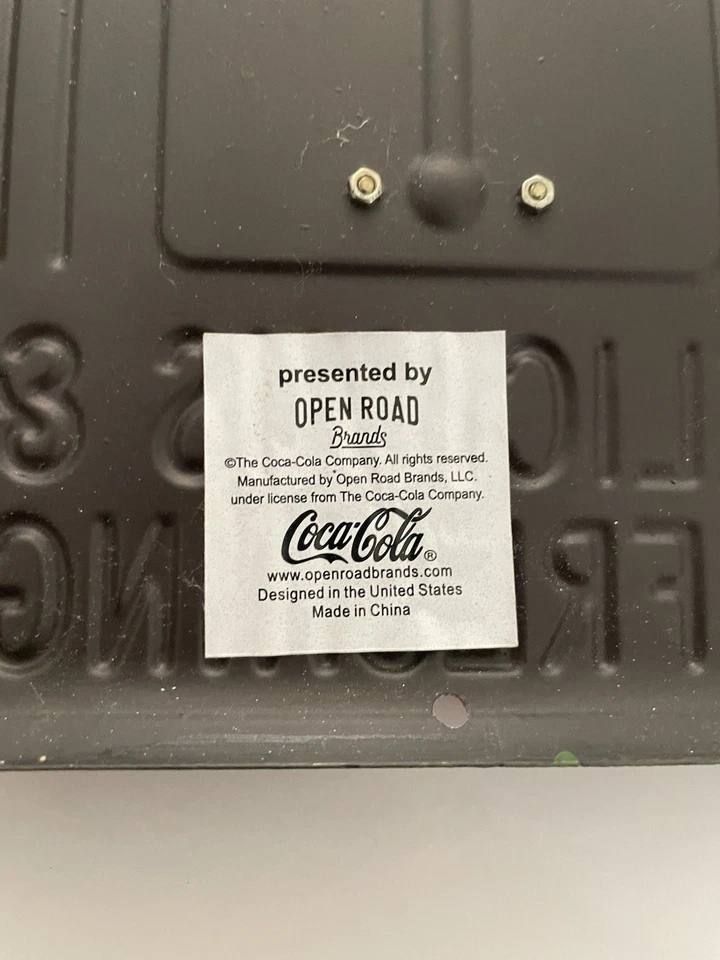 presented by
OPEN ROAD
Brands
©The Coca-Cola Company. All rights reserved.
Manufactured by Open Road Brands, LLC.
under license from The Coca-Cola Company.
Coca-Cola®
www.openroadbrands.com
Designed in the United States
Made in China